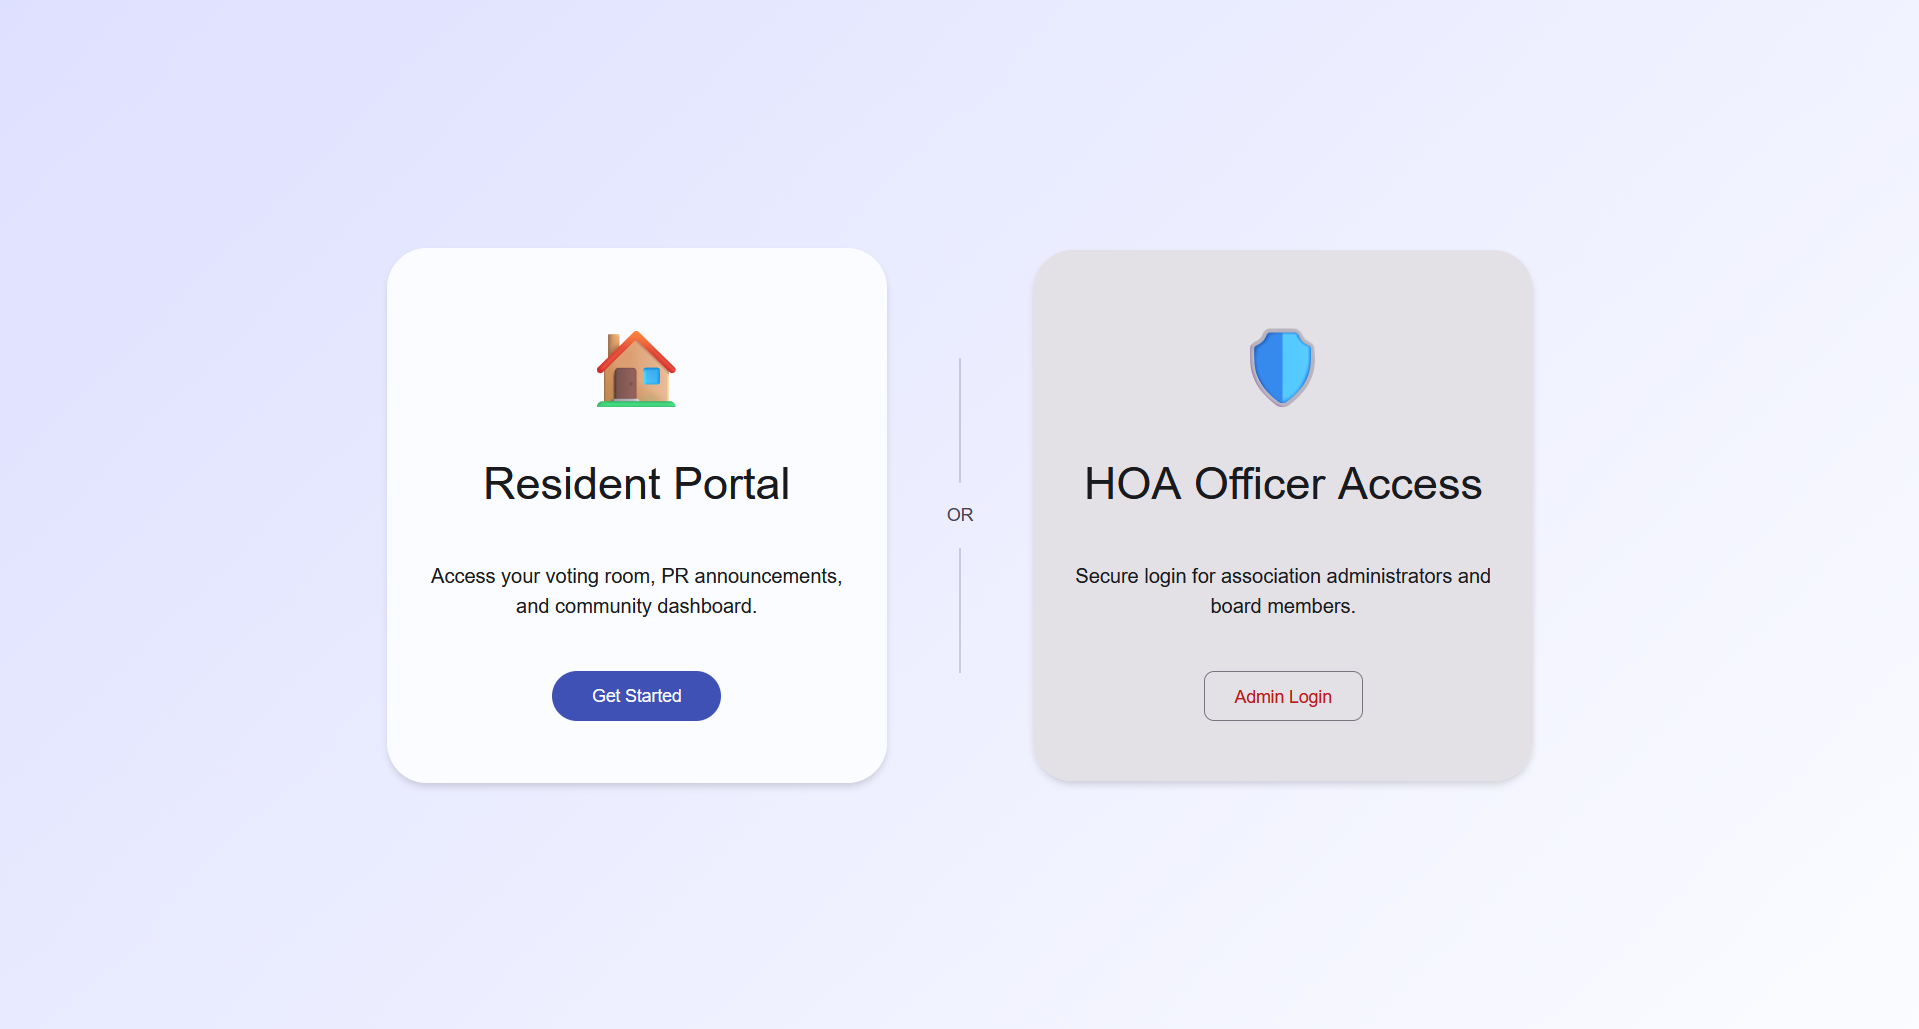 Resident Portal
Access your voting room, PR announcements,
and community dashboard.
Get Started
OR
HOA Officer Access
Secure login for association administrators and
board members.
Admin Login